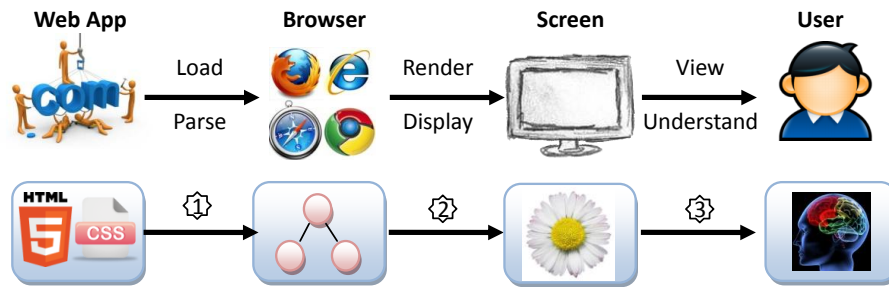 Web App
Browser
Screen
User
Load
Parse
Render
Display
View
Understand
com
HTML
5
CSS
1
2
3